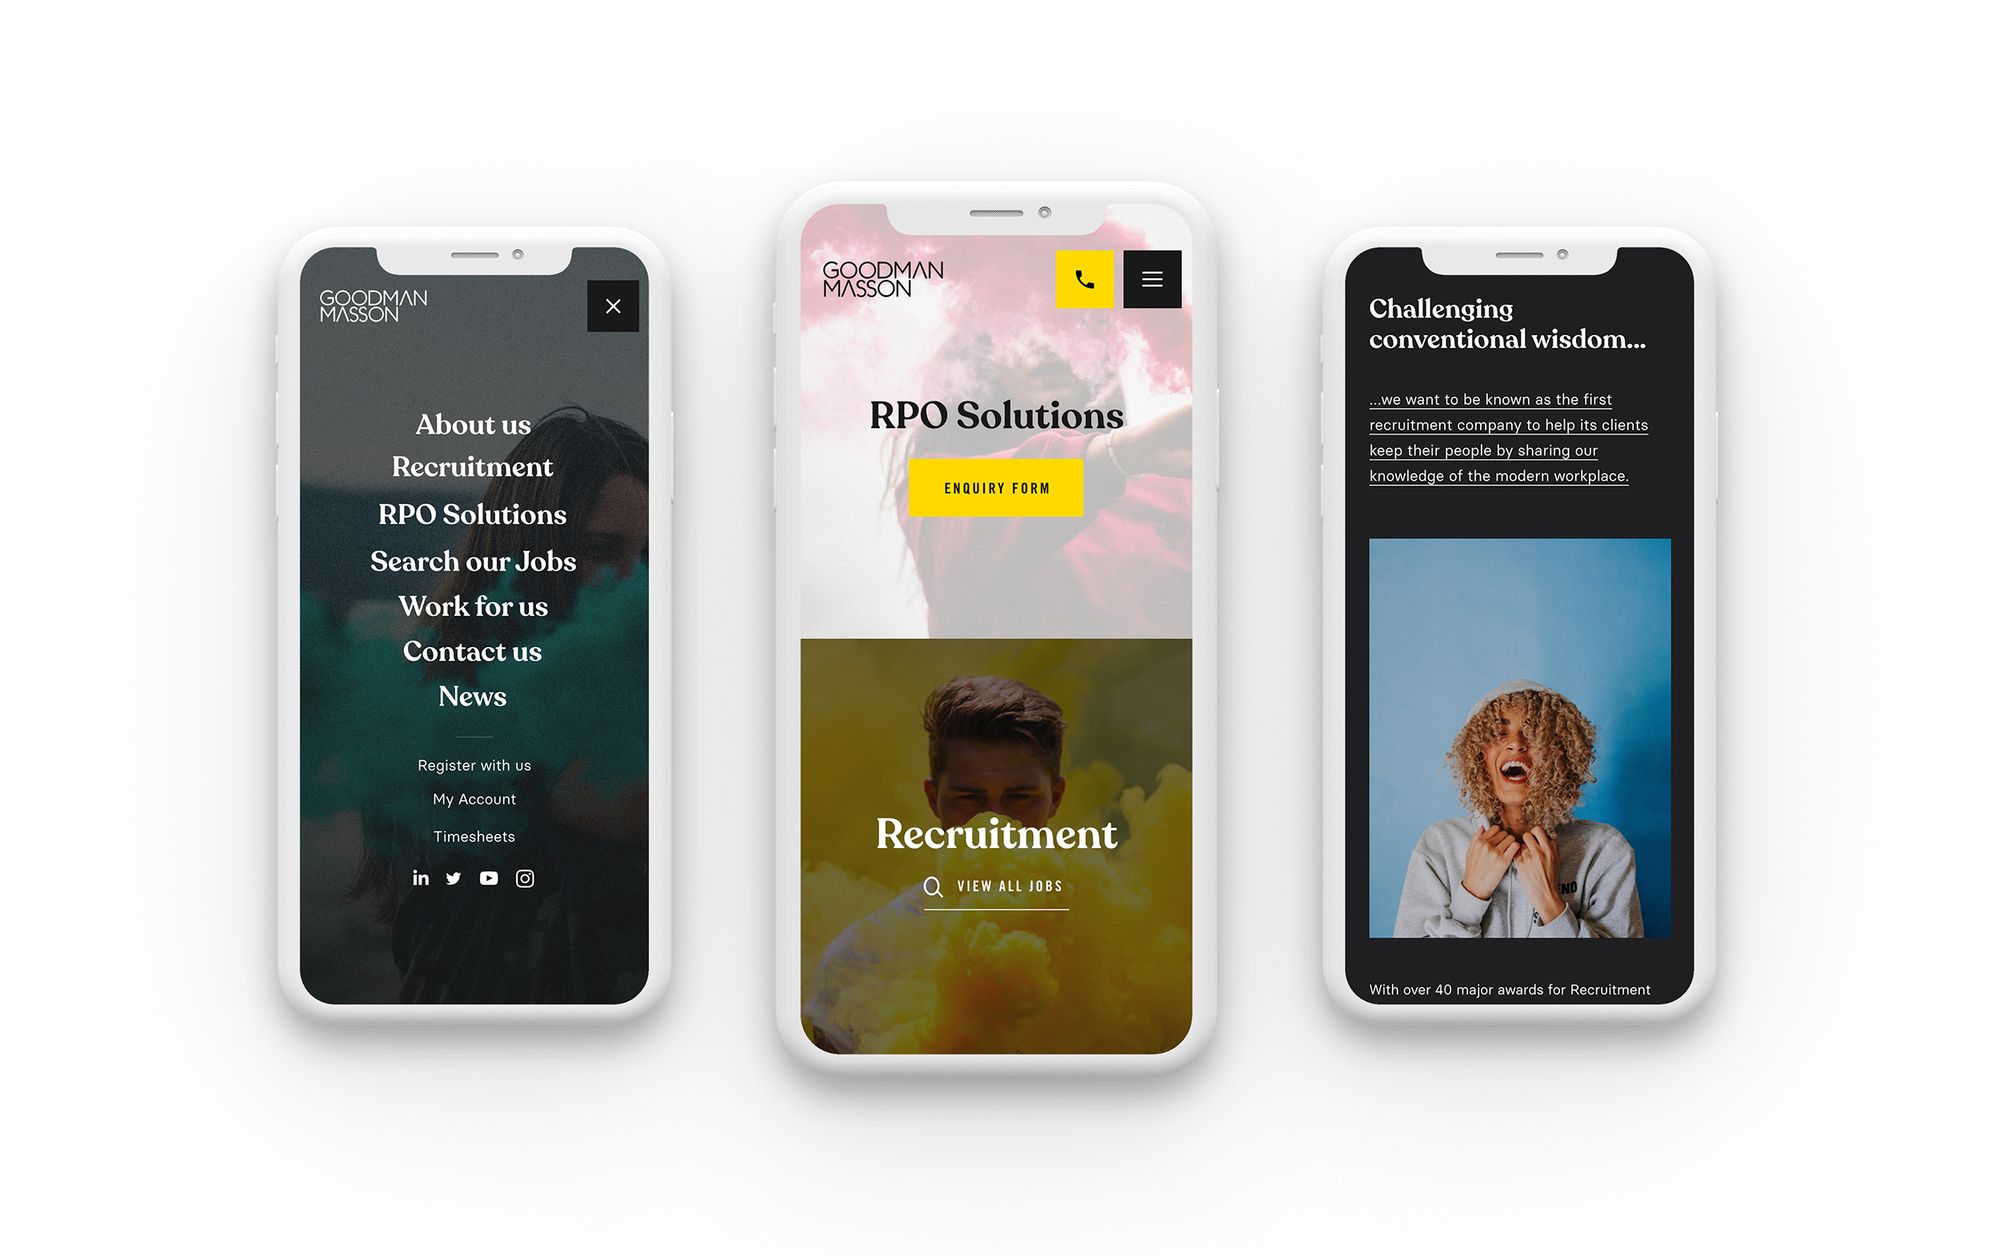 GOODMAN
MASSON
About us
Recruitment
RPO Solutions
Search our Jobs
Work for us
Contact us
News
Register with us
My Account
Timesheets
in
GOODMAN
MASSON
RPO Solutions
ENQUIRY FORM
Recruitment
VIEW ALL JOBS
Challenging
conventional wisdom...
...we want to be known as the first
recruitment company to help its clients
keep their people by sharing our
knowledge of the modern workplace.
END
With over 40 major awards for Recruitment